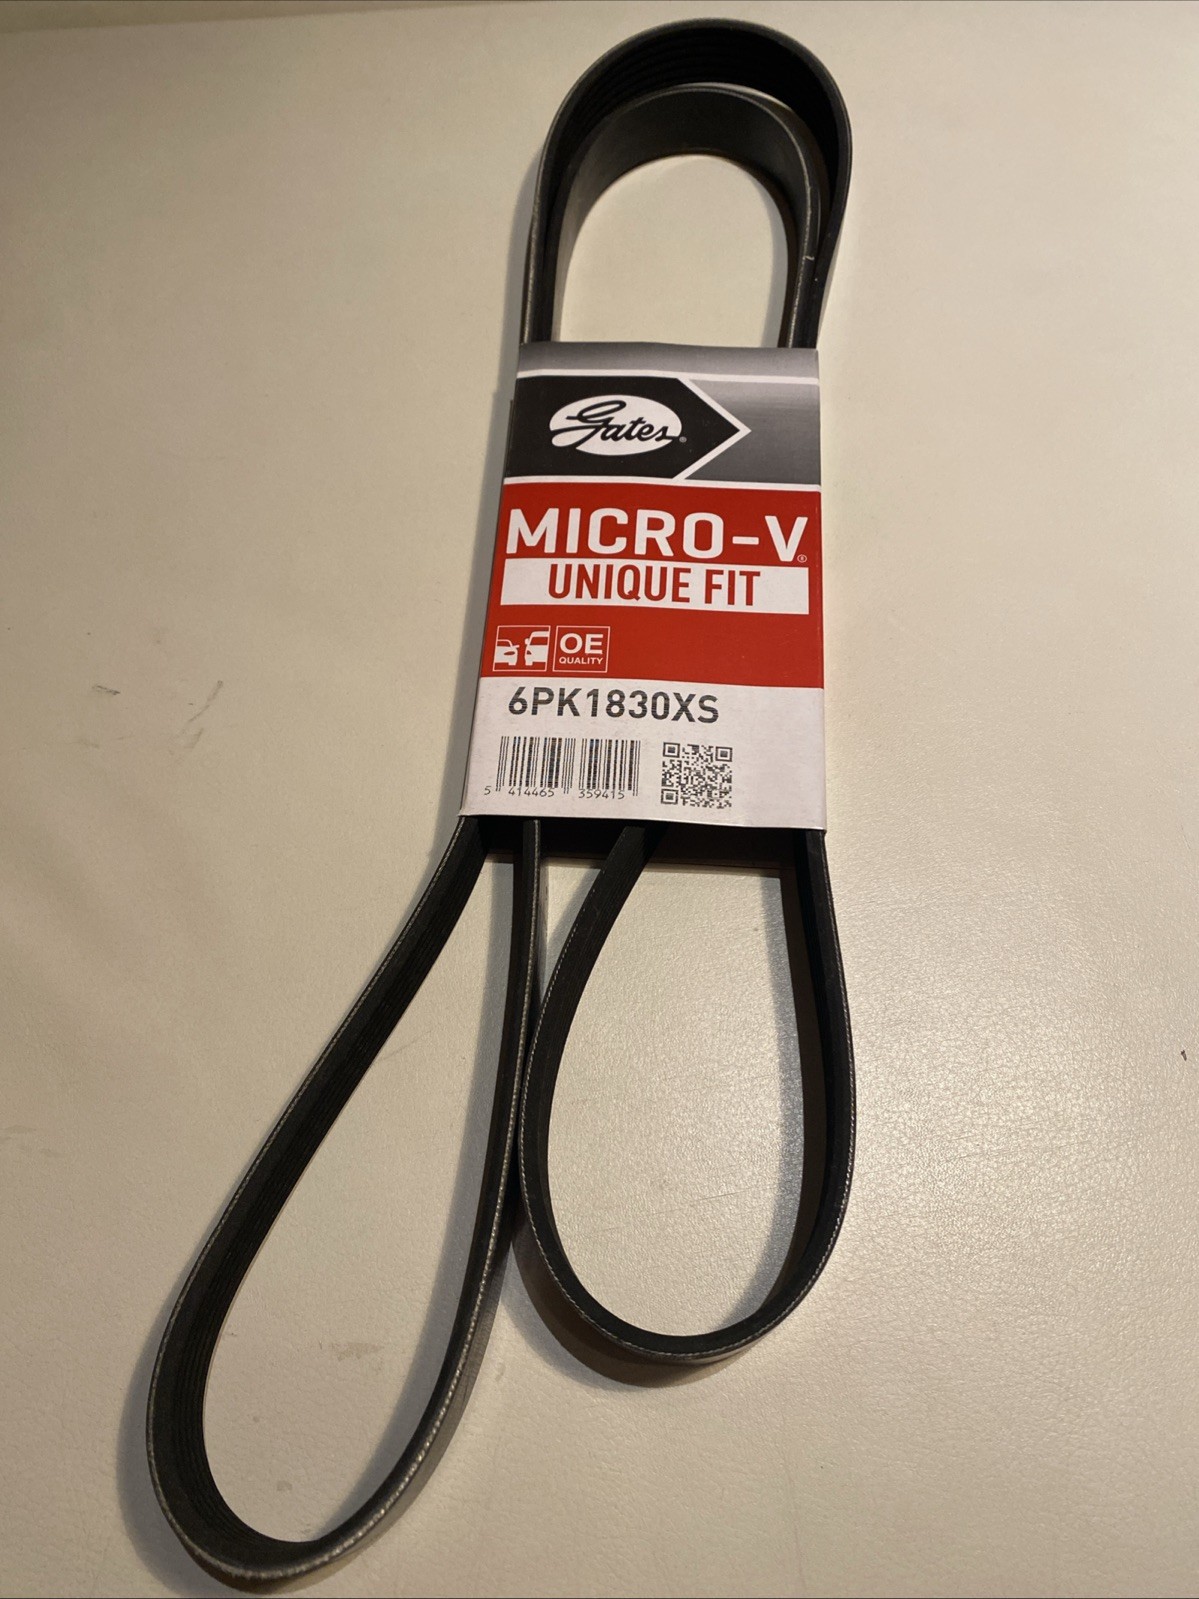 Gates®
MICRO-V®
UNIQUE FIT
OE
QUALITY
6PK1830XS
5 414465 359415